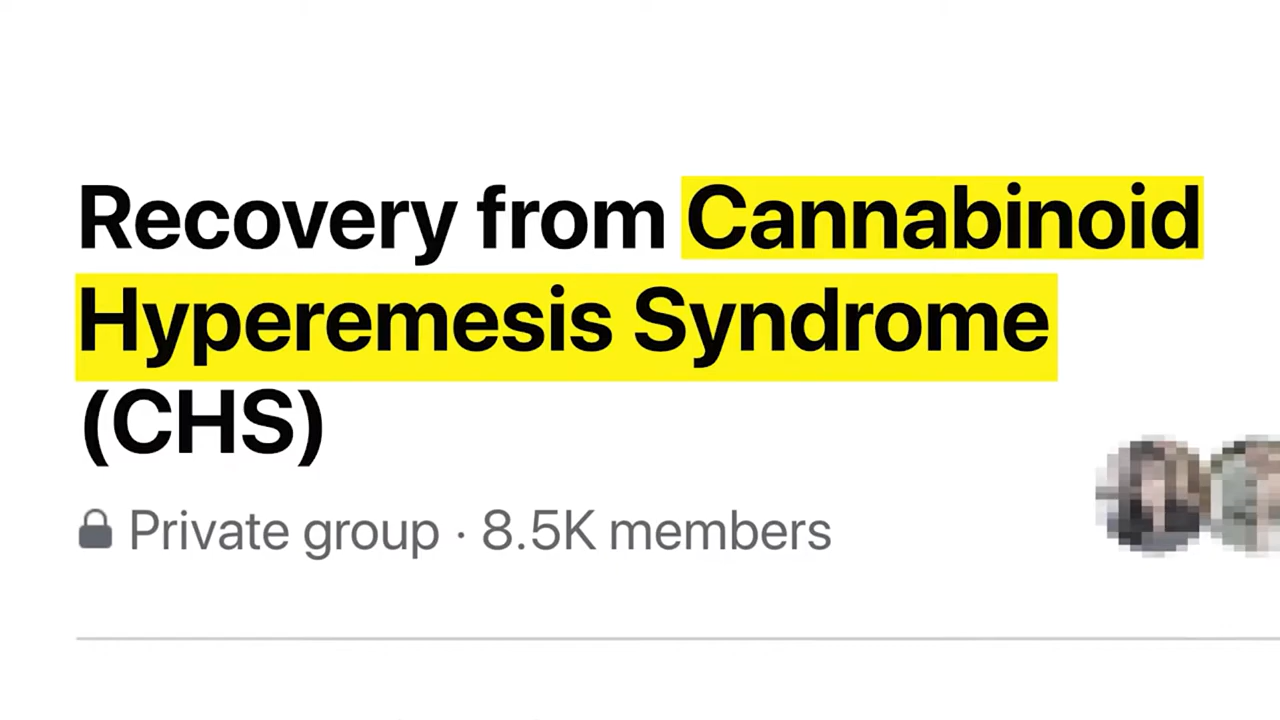 Recovery from Cannabinoid
Hyperemesis Syndrome
(CHS)
Private group · 8.5K members